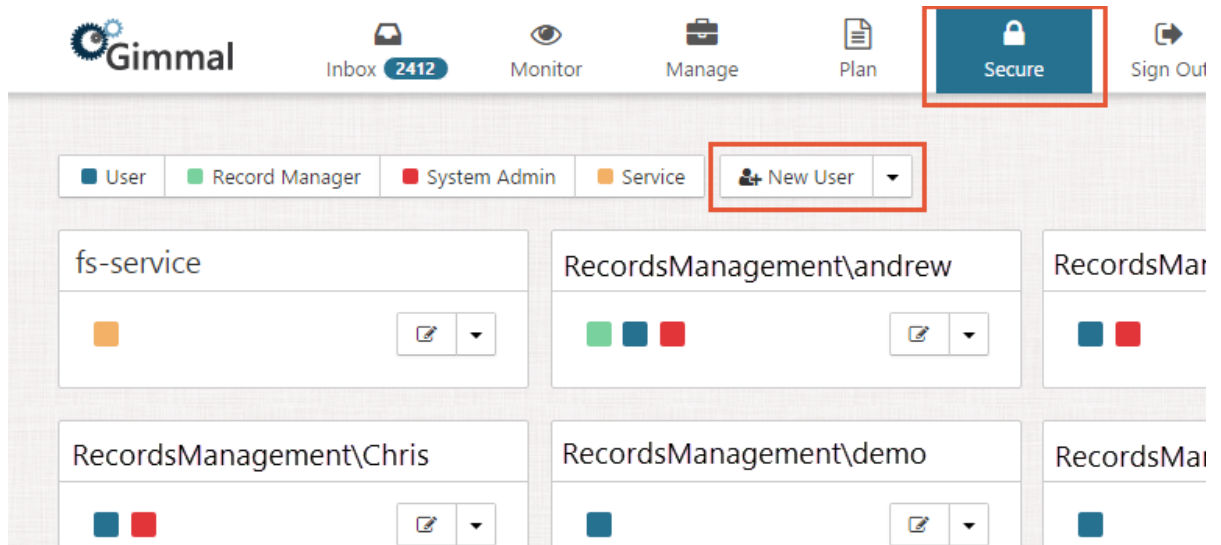 Gimmal
Inbox 2412 Monitor Manage Plan Secure Sign Out
User Record Manager System Admin Service New User
fs-service RecordsManagement\andrew
RecordsManagement\Chris RecordsManagement\demo